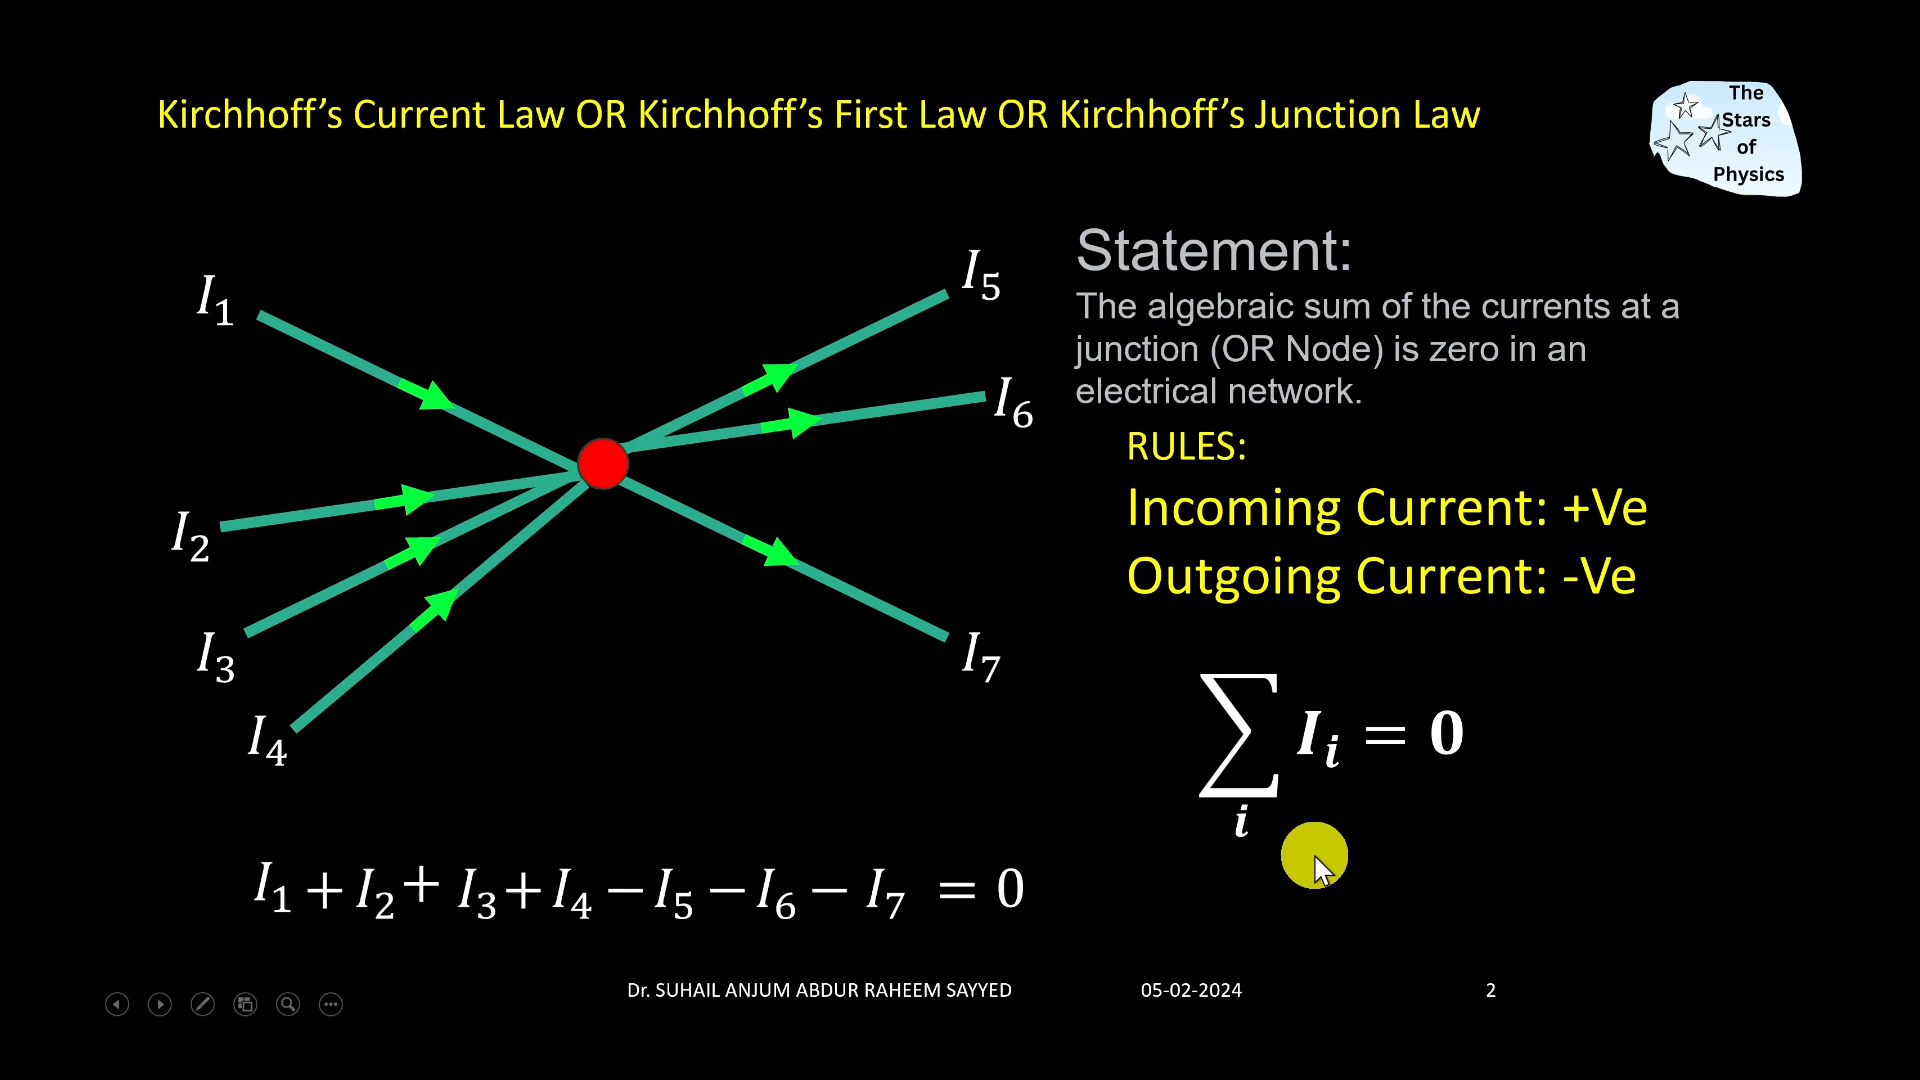 Kirchhoff’s Current Law OR Kirchhoff’s First Law OR Kirchhoff’s Junction Law
The
Stars
of
Physics
I₁
I₂
I₃
I₄
I₅
I₆
I₇
Statement:
The algebraic sum of the currents at a
junction (OR Node) is zero in an
electrical network.
RULES:
Incoming Current: +Ve
Outgoing Current: -Ve
∑ᵢ Iᵢ = 0
I₁ + I₂ + I₃ + I₄ − I₅ − I₆ − I₇ = 0
Dr. SUHAIL ANJUM ABDUR RAHEEM SAYYED 05-02-2024 2